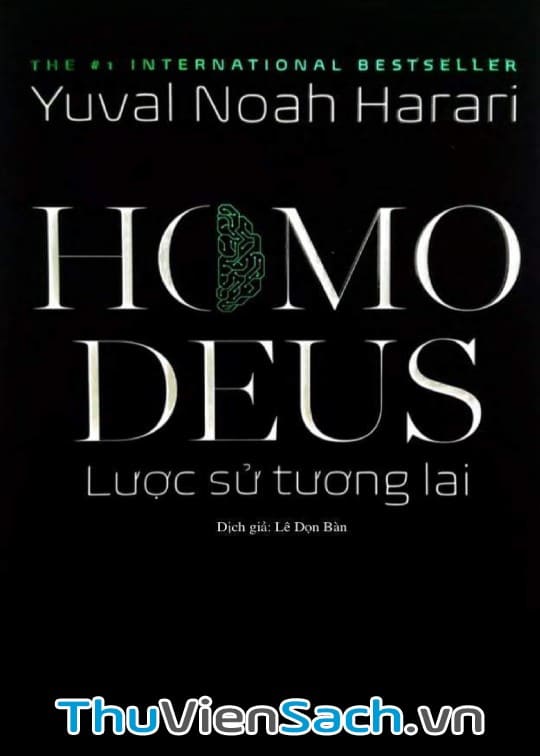 THE #1 INTERNATIONAL BESTSELLER
Yuval Noah Harari
HOMO
DEUS
Lược sử tương lai
Dịch giả: Lê Dọn Bàn
ThuVienSach.vn